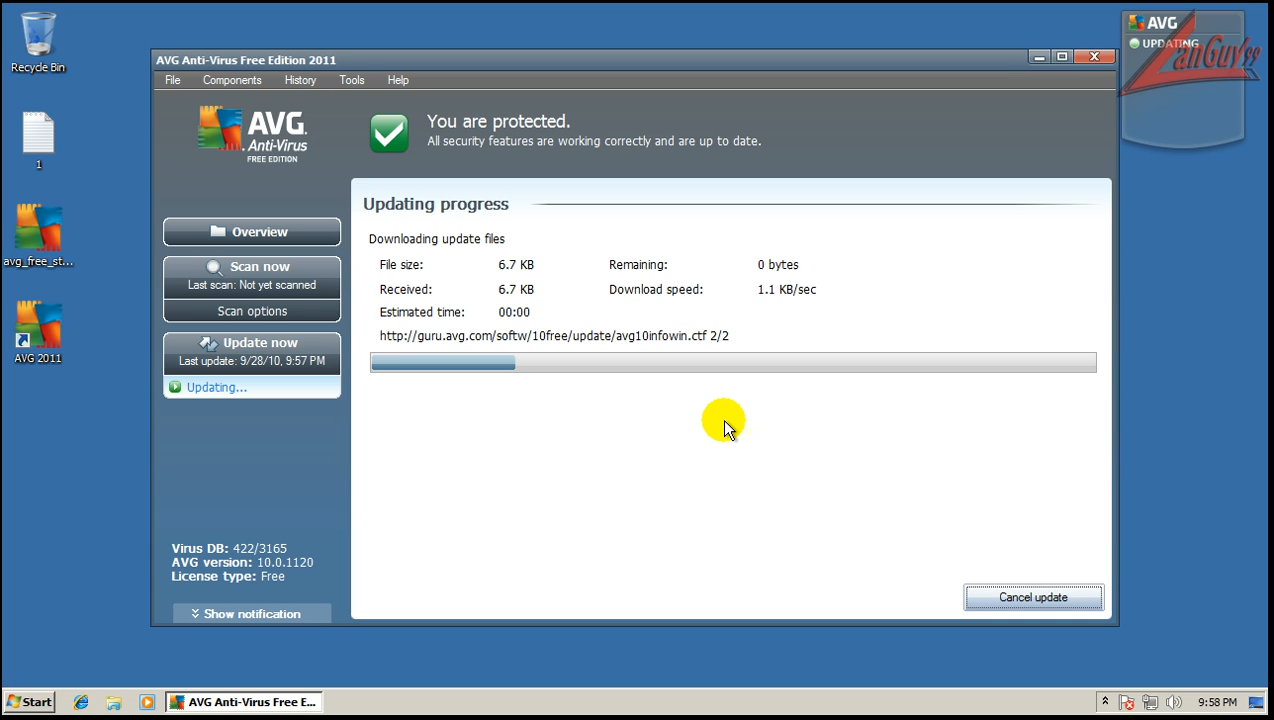 Recycle Bin
1
avg_free_st...
AVG 2011
AVG Anti-Virus Free Edition 2011
File Components History Tools Help
AVG.
Anti-Virus
FREE EDITION
You are protected.
All security features are working correctly and are up to date.
Overview
Scan now
Last scan: Not yet scanned
Scan options
Update now
Last update: 9/28/10, 9:57 PM
Updating...
Virus DB: 422/3165
AVG version: 10.0.1120
License type: Free
Show notification
Updating progress
Downloading update files
File size: 6.7 KB Remaining: 0 bytes
Received: 6.7 KB Download speed: 1.1 KB/sec
Estimated time: 00:00
http://guru.avg.com/softw/10free/update/avg10infowin.ctf 2/2
Cancel update
AVG
UPDATING
ZanGuy99
Start
AVG Anti-Virus Free E...
9:58 PM